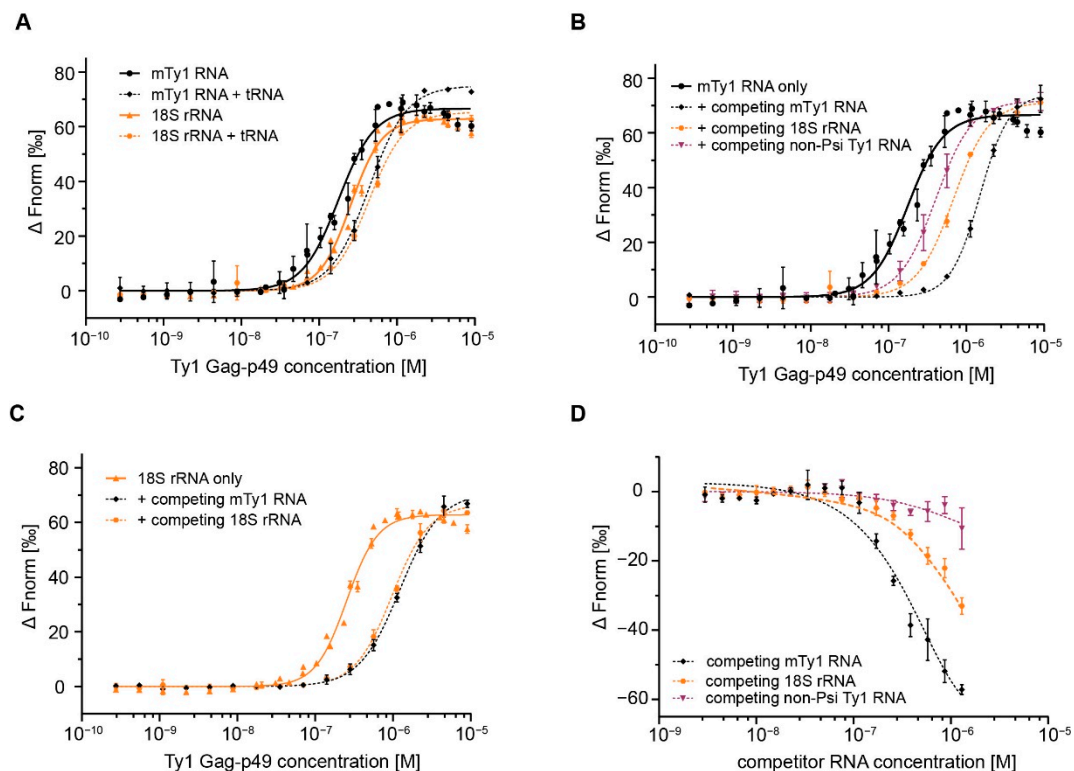 A
Δ Fnorm [‰]
80
60
40
20
0
mTy1 RNA
mTy1 RNA + tRNA
18S rRNA
18S rRNA + tRNA
10⁻¹⁰ 10⁻⁹ 10⁻⁸ 10⁻⁷ 10⁻⁶ 10⁻⁵
Ty1 Gag-p49 concentration [M]
B
Δ Fnorm [‰]
80
60
40
20
0
mTy1 RNA only
+ competing mTy1 RNA
+ competing 18S rRNA
+ competing non-Psi Ty1 RNA
10⁻¹⁰ 10⁻⁹ 10⁻⁸ 10⁻⁷ 10⁻⁶ 10⁻⁵
Ty1 Gag-p49 concentration [M]
C
Δ Fnorm [‰]
80
60
40
20
0
18S rRNA only
+ competing mTy1 RNA
+ competing 18S rRNA
10⁻¹⁰ 10⁻⁹ 10⁻⁸ 10⁻⁷ 10⁻⁶ 10⁻⁵
Ty1 Gag-p49 concentration [M]
D
Δ Fnorm [‰]
0
−20
−40
−60
competing mTy1 RNA
competing 18S rRNA
competing non-Psi Ty1 RNA
10⁻⁹ 10⁻⁸ 10⁻⁷ 10⁻⁶ 10⁻⁵
competitor RNA concentration [M]